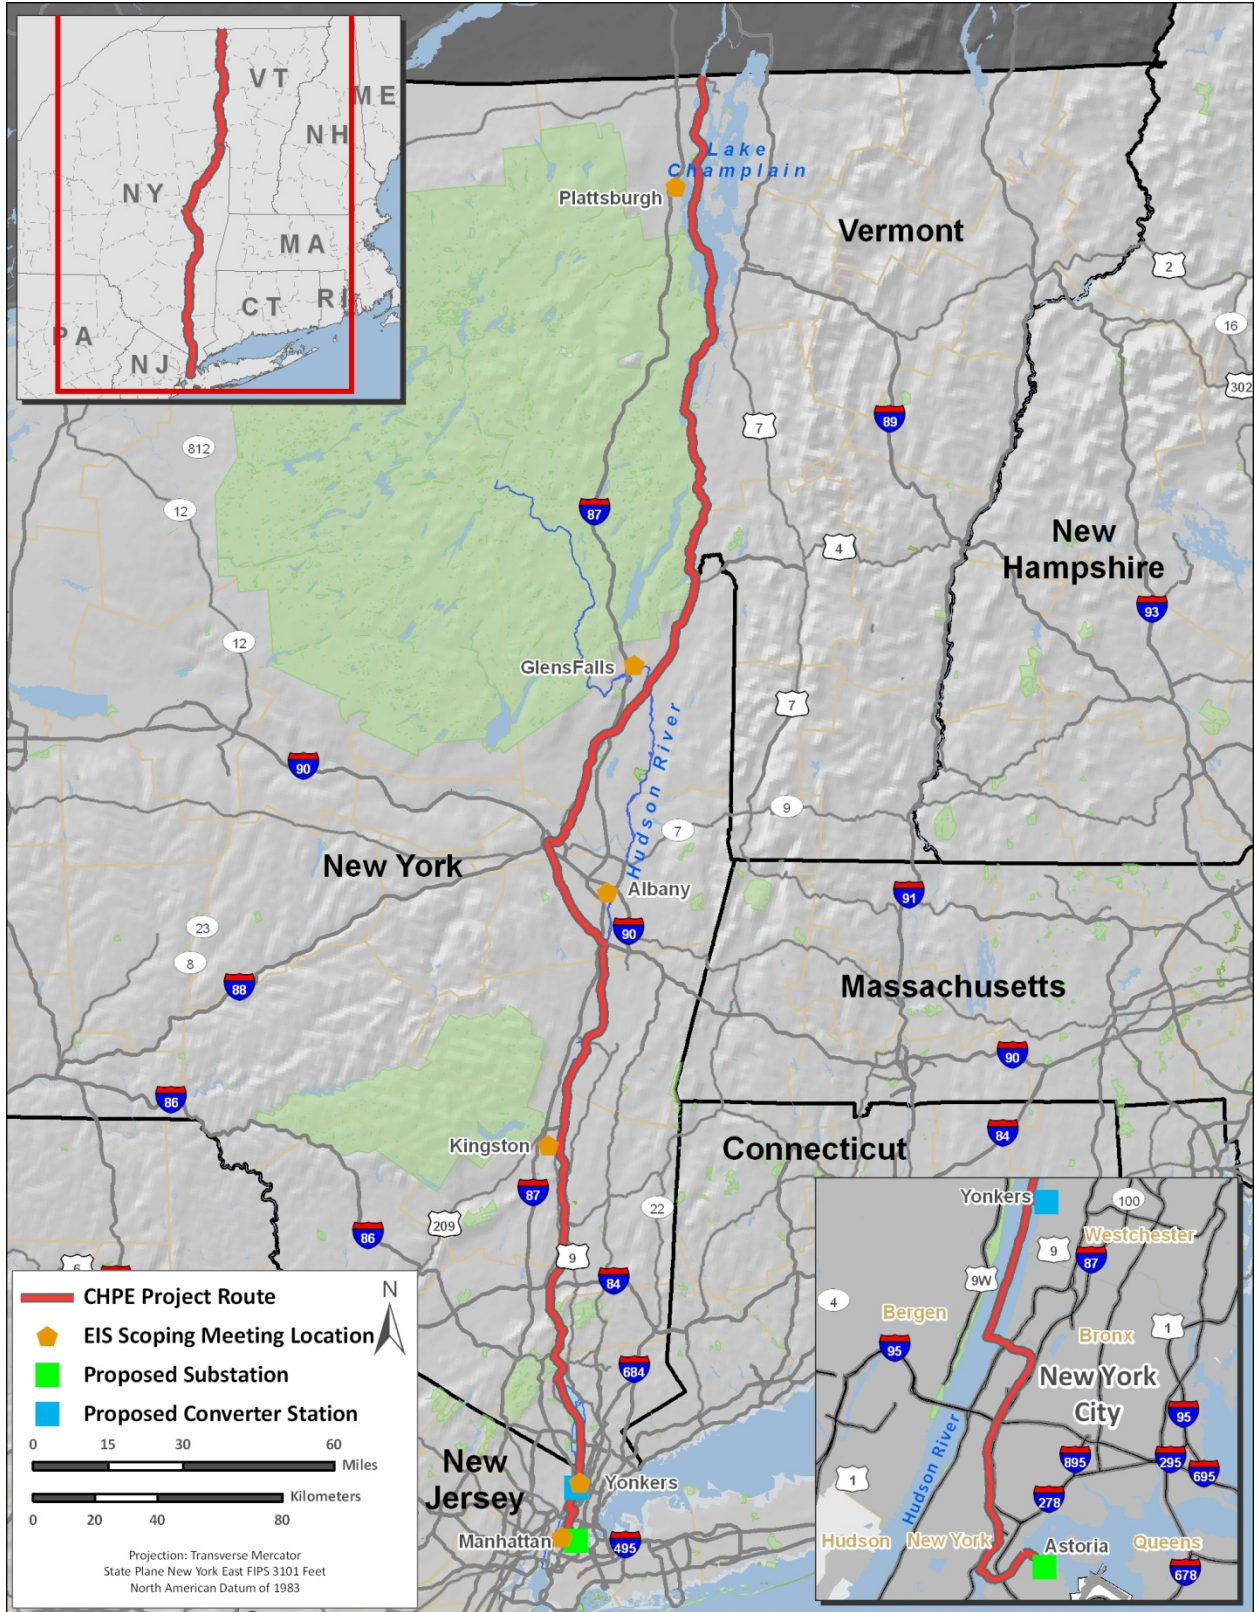 VT
ME
NH
NY
MA
CT
RI
PA
NJ
Lake
Champlain
Plattsburgh
Vermont
2
16
302
7
89
812
12
87
4
New
Hampshire
93
12
GlensFalls
7
Hudson River
90
9
7
New York
Albany
91
90
23
8
88
Massachusetts
90
86
84
Connecticut
Kingston
87
22
209
86
9
84
6
684
New
Jersey
Yonkers
Manhattan
495
CHPE Project Route
N
EIS Scoping Meeting Location
Proposed Substation
Proposed Converter Station
0 15 30 60
Miles
Kilometers
0 20 40 80
Projection: Transverse Mercator
State Plane New York East FIPS 3101 Feet
North American Datum of 1983
Yonkers
100
Westchester
9
87
9W
4
Bergen
1
Bronx
95
New York
City
95
Hudson River
895
295
695
1
278
Hudson
New York
Astoria
Queens
678